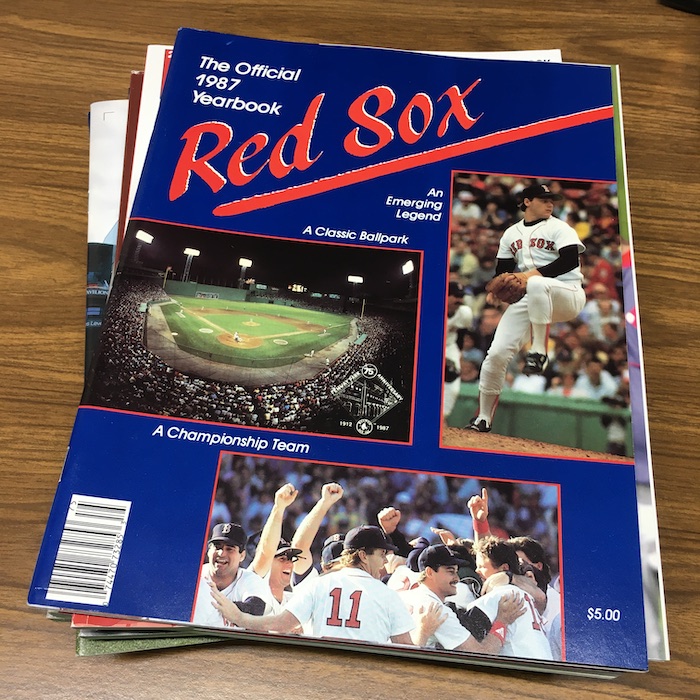 The Official
1987
Yearbook
Red Sox
An
Emerging
Legend
A Classic Ballpark
RED SOX
75
1912
1987
A Championship Team
11
$5.00